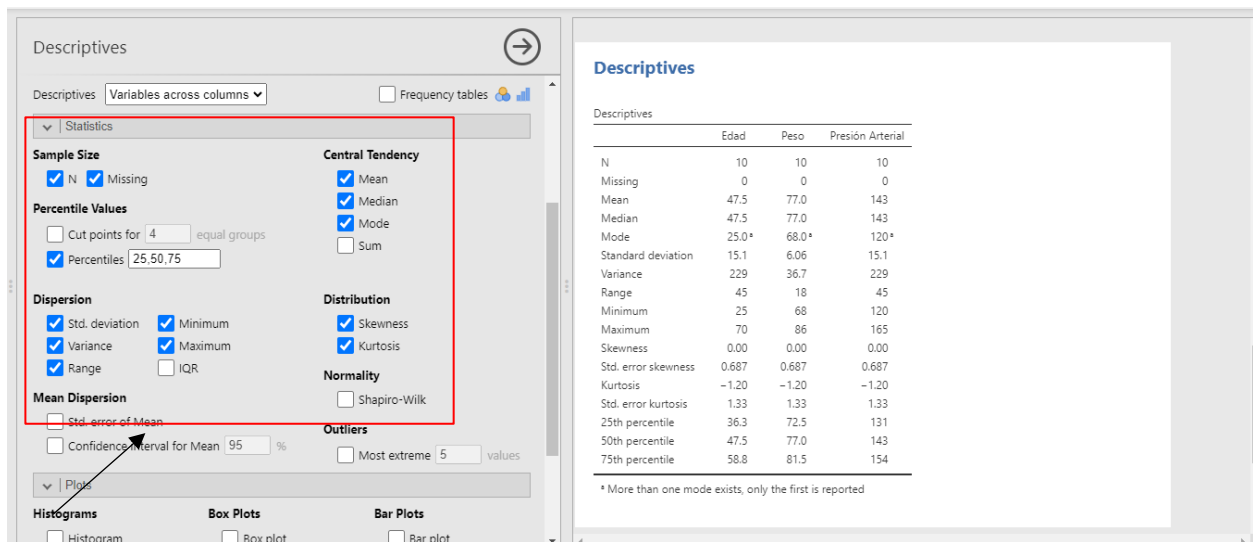 Descriptives
Descriptives Variables across columns Frequency tables
Statistics
Sample Size
N Missing
Percentile Values
Cut points for 4 equal groups
Percentiles 25,50,75
Central Tendency
Mean
Median
Mode
Sum
Dispersion
Std. deviation Minimum
Variance Maximum
Range IQR
Distribution
Skewness
Kurtosis
Mean Dispersion
Std. error of Mean
Confidence interval for Mean 95 %
Normality
Shapiro-Wilk
Outliers
Most extreme 5 values
Plots
Histograms Box Plots Bar Plots
Histogram Box plot Bar plot
Descriptives
Descriptives
Edad Peso Presión Arterial
N 10 10 10
Missing 0 0 0
Mean 47.5 77.0 143
Median 47.5 77.0 143
Mode 25.0 ᵃ 68.0 ᵃ 120 ᵃ
Standard deviation 15.1 6.06 15.1
Variance 229 36.7 229
Range 45 18 45
Minimum 25 68 120
Maximum 70 86 165
Skewness 0.00 0.00 0.00
Std. error skewness 0.687 0.687 0.687
Kurtosis −1.20 −1.20 −1.20
Std. error kurtosis 1.33 1.33 1.33
25th percentile 36.3 72.5 131
50th percentile 47.5 77.0 143
75th percentile 58.8 81.5 154
ᵃ More than one mode exists, only the first is reported